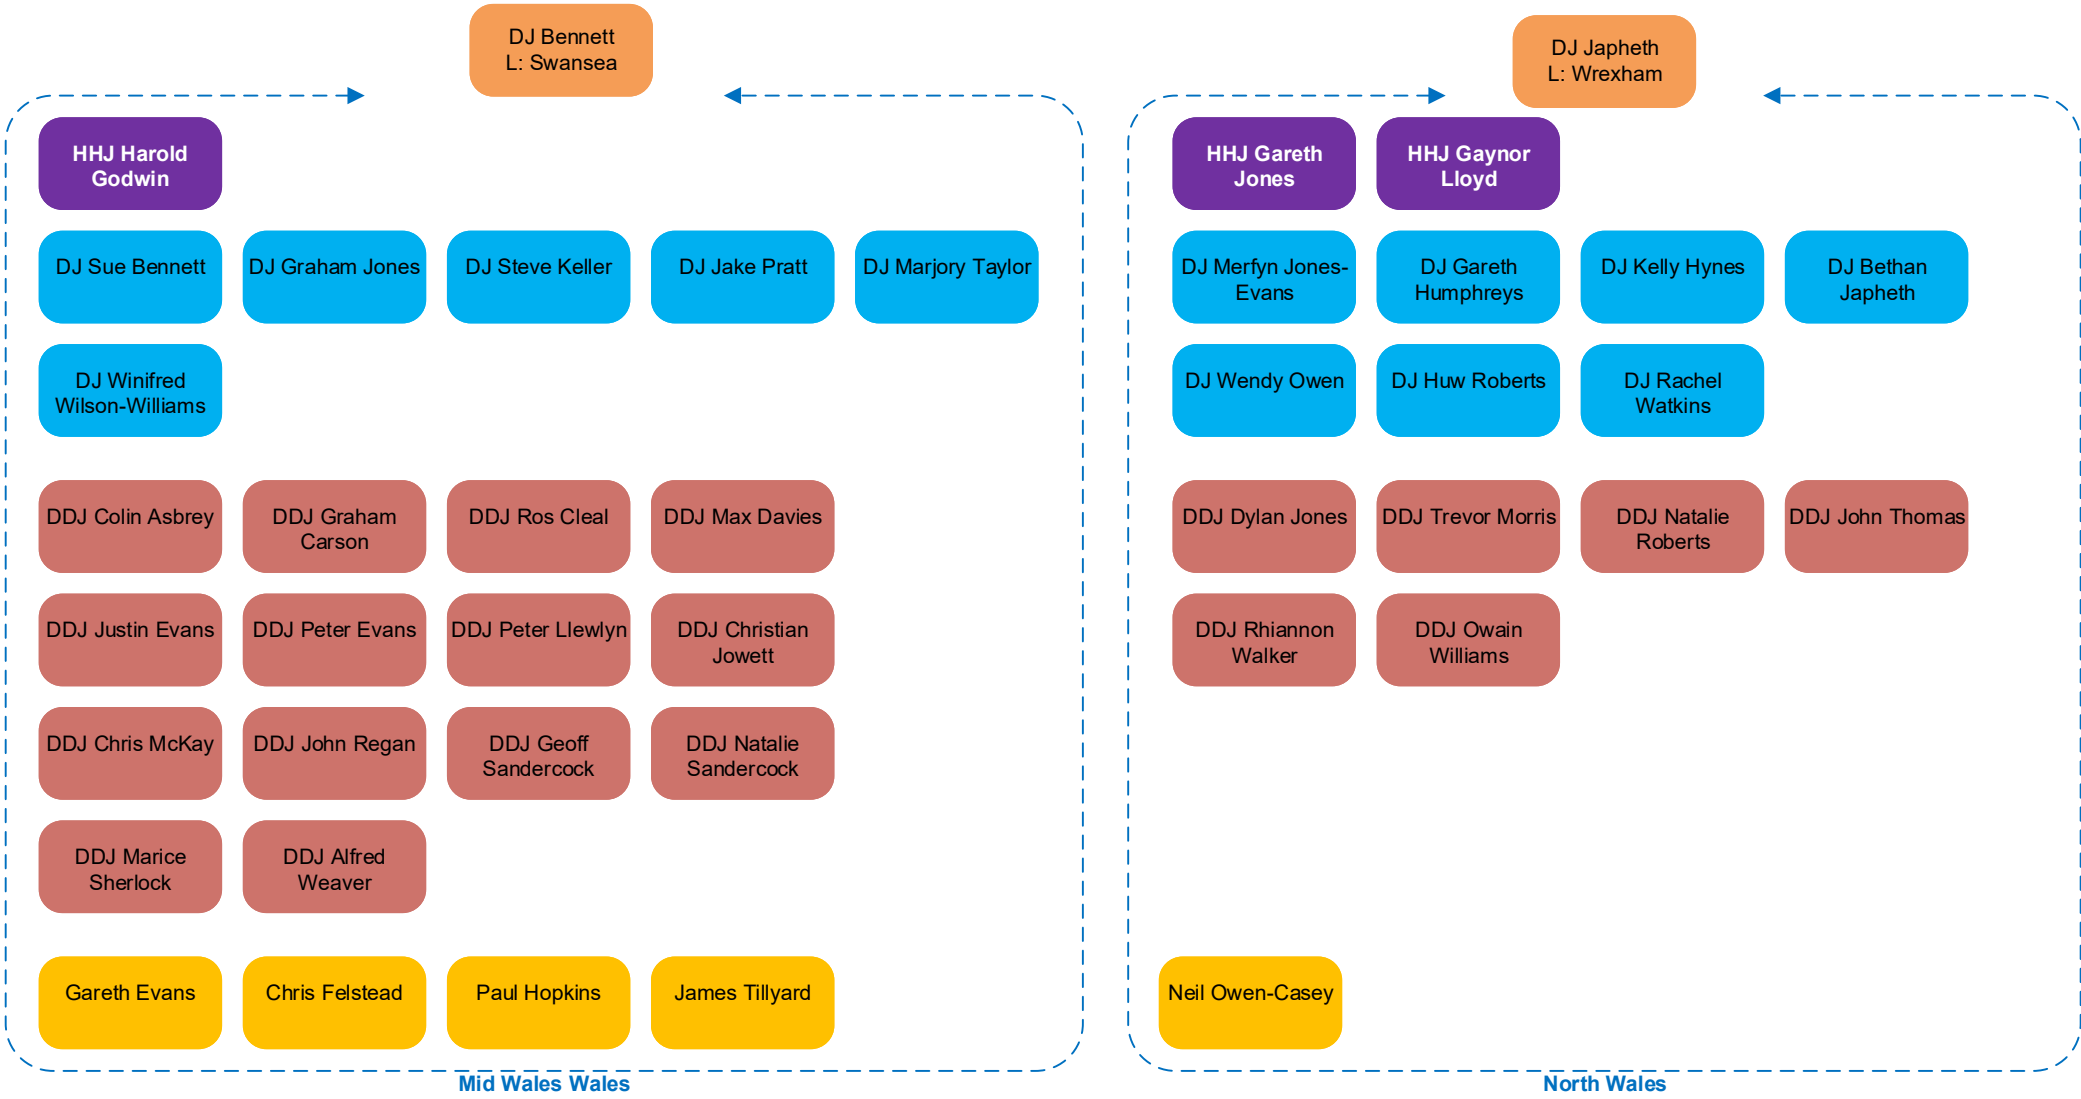 DJ Bennett
L: Swansea
HHJ Harold
Godwin
DJ Sue Bennett
DJ Graham Jones
DJ Steve Keller
DJ Jake Pratt
DJ Marjory Taylor
DJ Winifred
Wilson-Williams
DDJ Colin Asbrey
DDJ Graham
Carson
DDJ Ros Cleal
DDJ Max Davies
DDJ Justin Evans
DDJ Peter Evans
DDJ Peter Llewlyn
DDJ Christian
Jowett
DDJ Chris McKay
DDJ John Regan
DDJ Geoff
Sandercock
DDJ Natalie
Sandercock
DDJ Marice
Sherlock
DDJ Alfred
Weaver
Gareth Evans
Chris Felstead
Paul Hopkins
James Tillyard
Mid Wales Wales
DJ Japheth
L: Wrexham
HHJ Gareth
Jones
HHJ Gaynor
Lloyd
DJ Merfyn Jones-
Evans
DJ Gareth
Humphreys
DJ Kelly Hynes
DJ Bethan
Japheth
DJ Wendy Owen
DJ Huw Roberts
DJ Rachel
Watkins
DDJ Dylan Jones
DDJ Trevor Morris
DDJ Natalie
Roberts
DDJ John Thomas
DDJ Rhiannon
Walker
DDJ Owain
Williams
Neil Owen-Casey
North Wales